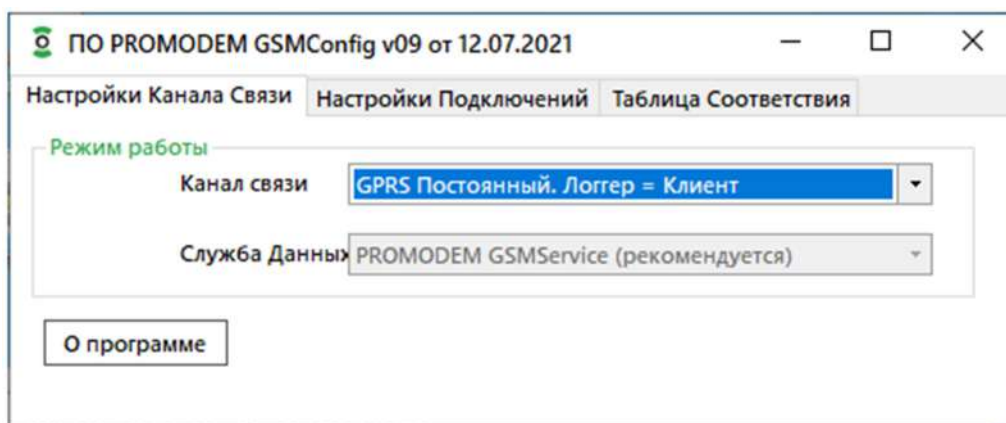 ПО PROMODEM GSMConfig v09 от 12.07.2021
Настройки Канала Связи Настройки Подключений Таблица Соответствия
Режим работы
Канал связи GPRS Постоянный. Логгер = Клиент
Служба Данных PROMODEM GSMService (рекомендуется)
О программе